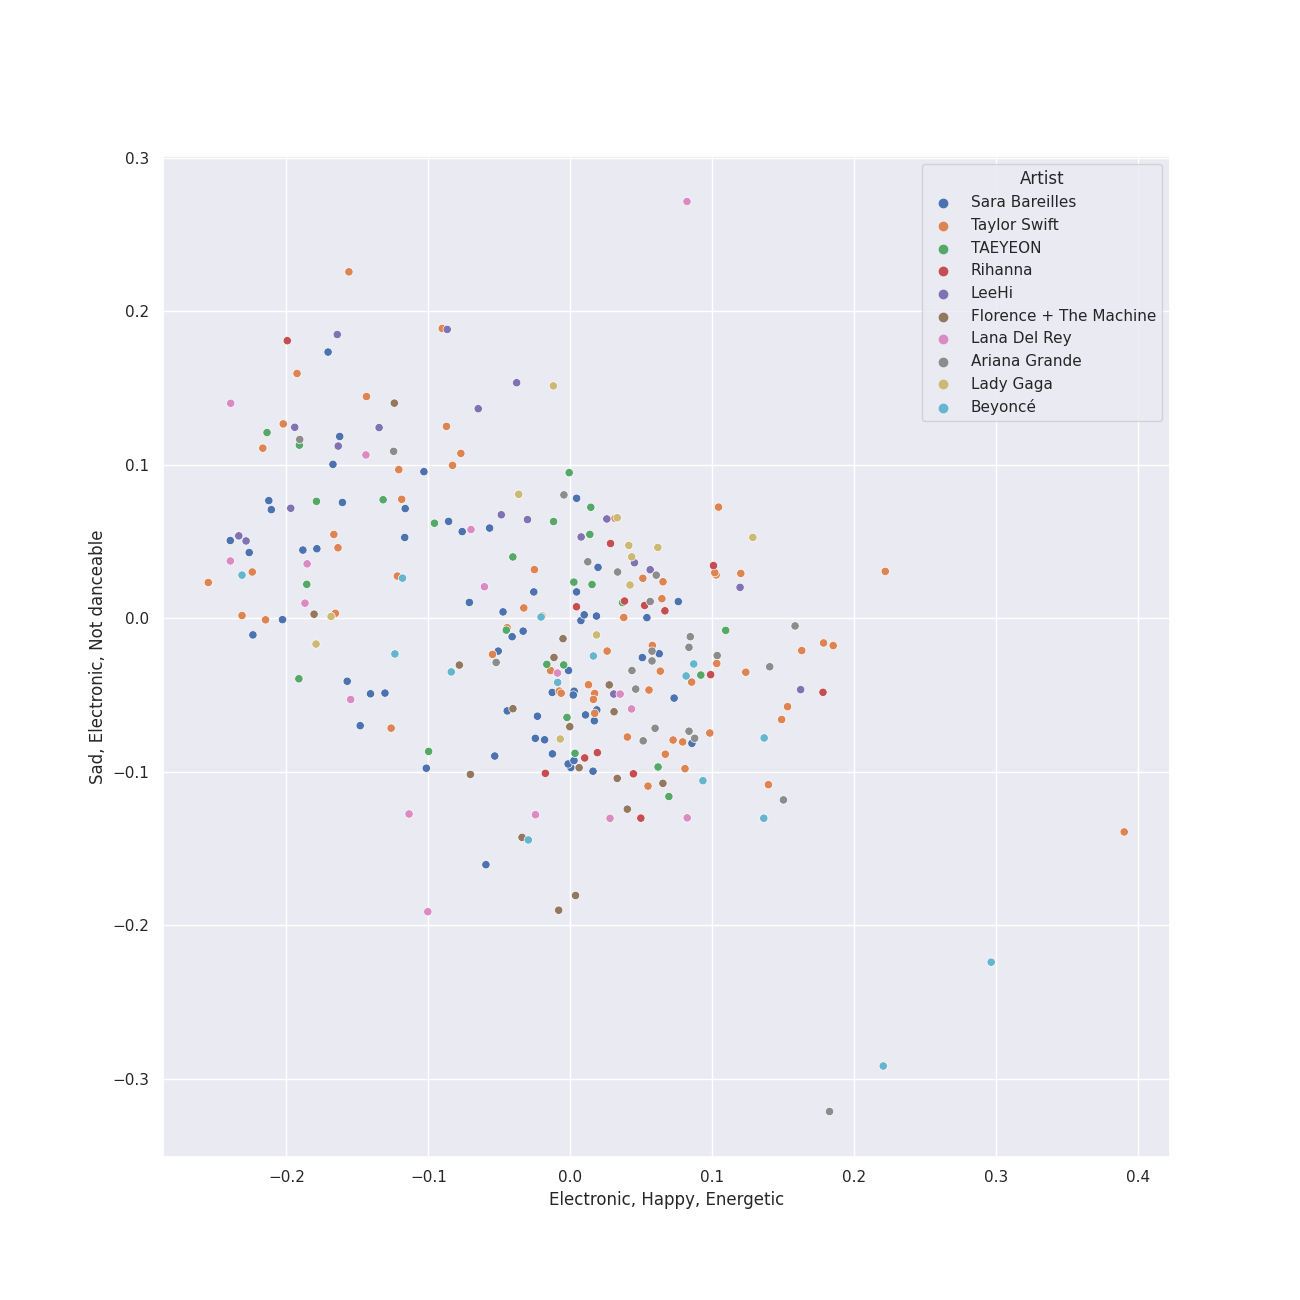 Artist
Sara Bareilles
Taylor Swift
TAEYEON
Rihanna
LeeHi
Florence + The Machine
Lana Del Rey
Ariana Grande
Lady Gaga
Beyoncé
0.3
0.2
0.1
0.0
−0.1
−0.2
−0.3
Sad, Electronic, Not danceable
−0.2 −0.1 0.0 0.1 0.2 0.3 0.4
Electronic, Happy, Energetic